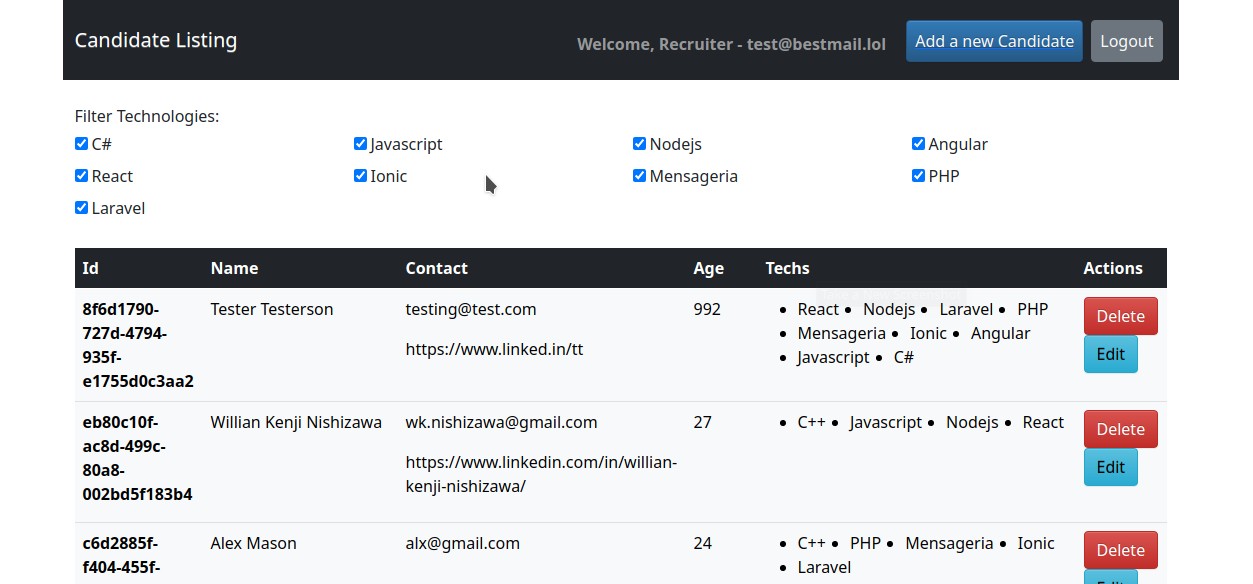 Candidate Listing
Welcome, Recruiter - test@bestmail.lol
Add a new Candidate
Logout
Filter Technologies:
C#
Javascript
Nodejs
Angular
React
Ionic
Mensageria
PHP
Laravel
Id
Name
Contact
Age
Techs
Actions
8f6d1790-
727d-4794-
935f-
e1755d0c3aa2
Tester Testerson
testing@test.com
https://www.linked.in/tt
992
• React • Nodejs • Laravel • PHP
• Mensageria • Ionic • Angular
• Javascript • C#
Delete
Edit
eb80c10f-
ac8d-499c-
80a8-
002bd5f183b4
Willian Kenji Nishizawa
wk.nishizawa@gmail.com
https://www.linkedin.com/in/willian-
kenji-nishizawa/
27
• C++ • Javascript • Nodejs • React
Delete
Edit
c6d2885f-
f404-455f-
Alex Mason
alx@gmail.com
24
• C++ • PHP • Mensageria • Ionic
• Laravel
Delete
Edit